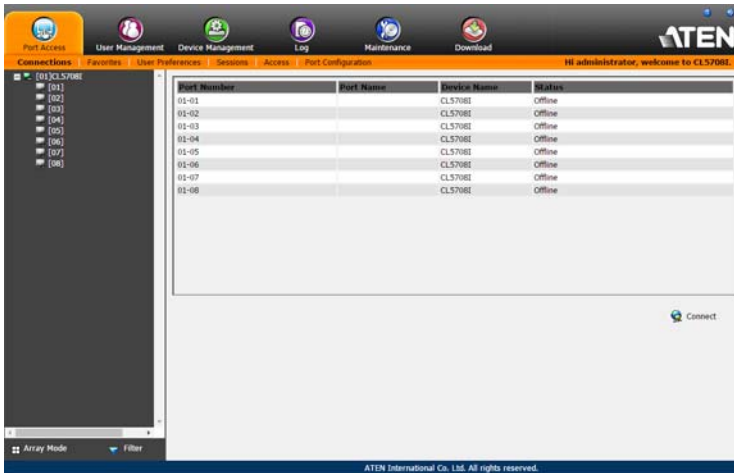 Port Access User Management Device Management Log Maintenance Download
ATEN
Connections Favorites User Preferences Sessions Access Port Configuration Hi administrator, welcome to CL5708I.
[01]CL5708I
[01]
[02]
[03]
[04]
[05]
[06]
[07]
[08]
Port Number Port Name Device Name Status
01-01 CL5708I Offline
01-02 CL5708I Offline
01-03 CL5708I Offline
01-04 CL5708I Offline
01-05 CL5708I Offline
01-06 CL5708I Offline
01-07 CL5708I Offline
01-08 CL5708I Offline
Connect
Array Mode Filter
ATEN International Co. Ltd. All rights reserved.